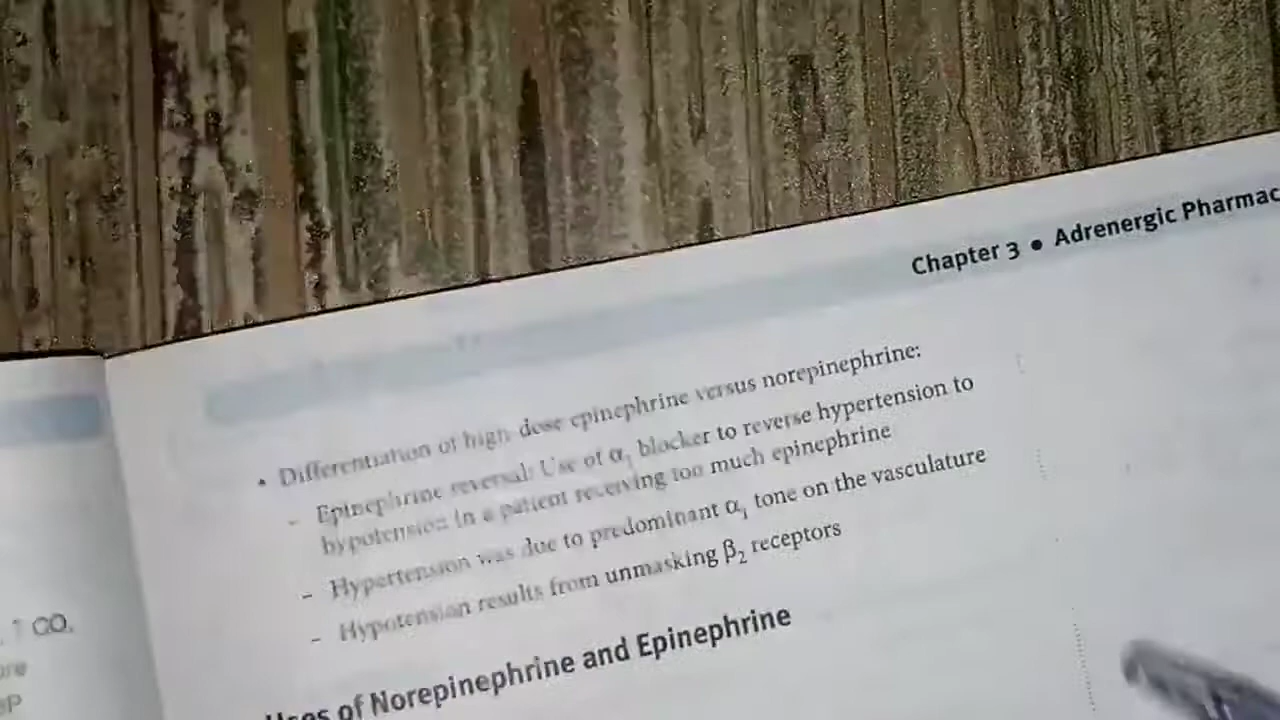 Chapter 3 • Adrenergic Pharmac
• Differentiation of high dose epinephrine versus norepinephrine:
– Epinephrine reversal: Use of α₁ blocker to reverse hypertension to
hypotension in a patient receiving too much epinephrine
– Hypertension was due to predominant α₁ tone on the vasculature
– Hypotension results from unmasking β₂ receptors
Uses of Norepinephrine and Epinephrine
↑ CO,